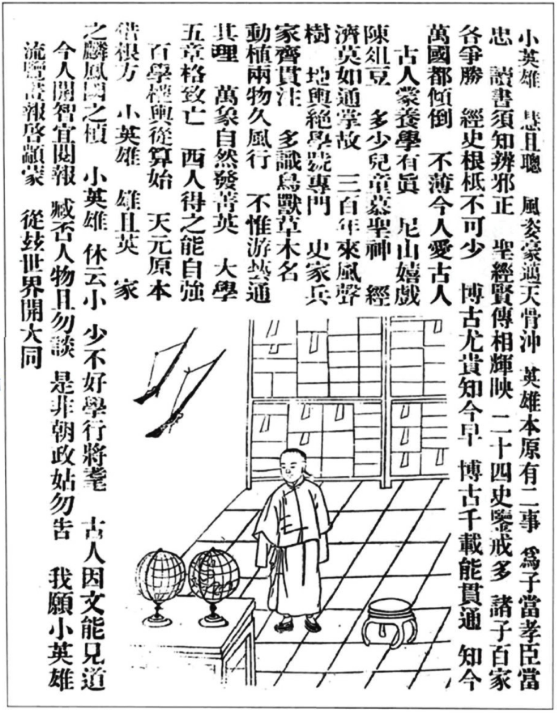 小英雄 慧且聰 風姿豪邁天骨沖 英雄本原有二事 爲子當孝臣當
忠 讀書須知辨邪正 聖經賢傳相輝映 二十四史鑒戒多 諸子百家
各爭勝 經史根柢不可少 博古尤貴知今早 博古千載能貫通 知今
萬國都傾倒 不薄今人愛古人
古人蒙養學有眞 尼山嬉戲
陳俎豆 多少兒童慕聖神 經
濟莫如通掌故 三百年來風聲
樹 地輿絕學號專門 史家兵
家齊貫注 多識鳥獸草木名
動植兩物久風行 不惟游藝通
其理 萬象自然發菁英 大學
五章格致亡 西人得之能自強
百學權輿從算始 天元原本
借根方 小英雄 雄且英 家
之麟鳳國之楨 小英雄 休云小 少不好學行將耄 古人因文能見道
今人開智宜閱報 臧否人物且勿談 是非朝政姑勿告 我願小英雄
流覽書報啓顓蒙 從茲世界開大同